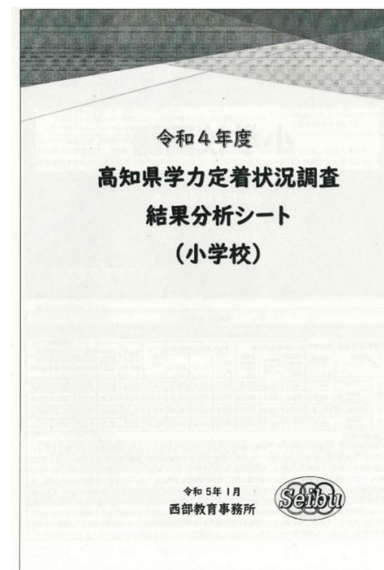 令和4年度
高知県学力定着状況調査
結果分析シート
（小学校）
令和 5年 1月
西部教育事務所
Seibu